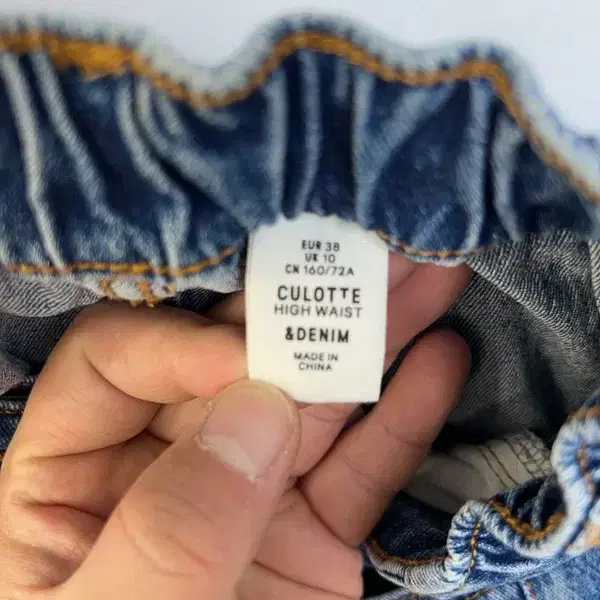 EUR 38
UK 10
CN 160/72A
CULOTTE
HIGH WAIST
&DENIM
MADE IN
CHINA